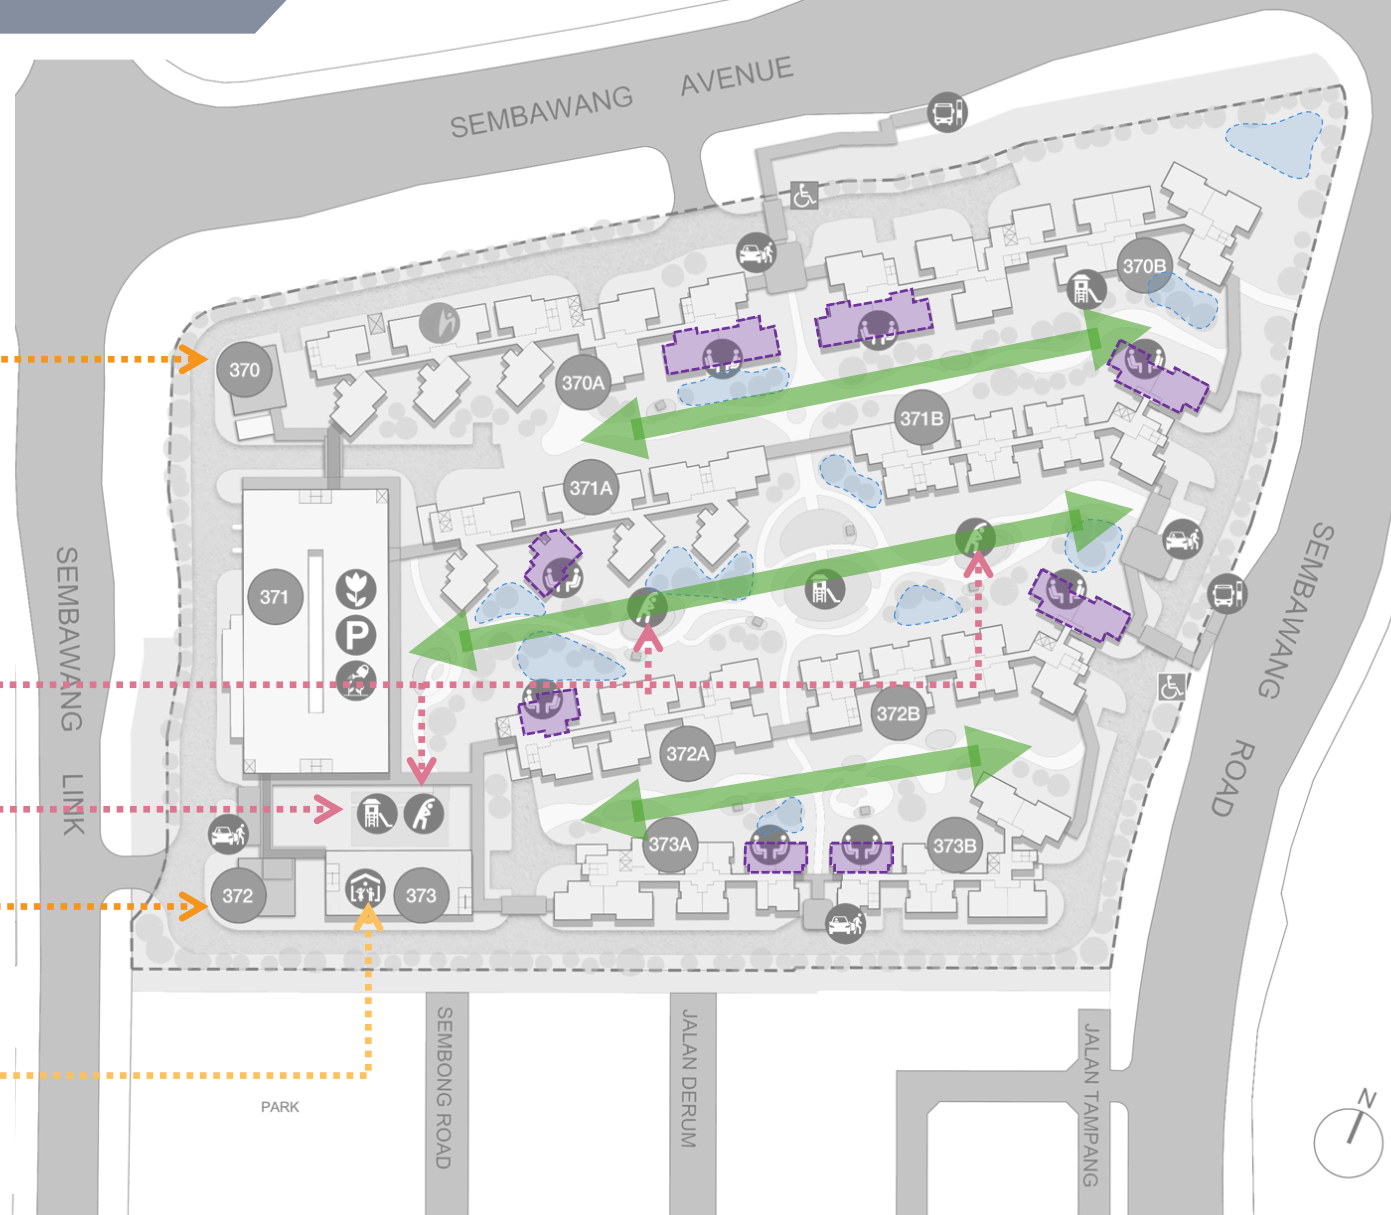 SEMBAWANG AVENUE
370B
370
370A
371B
371A
371
P
SEMBAWANG LINK
SEMBAWANG ROAD
372B
372A
373A
373B
372
373
SEMBONG ROAD
JALAN DERUM
JALAN TAMPANG
PARK
N